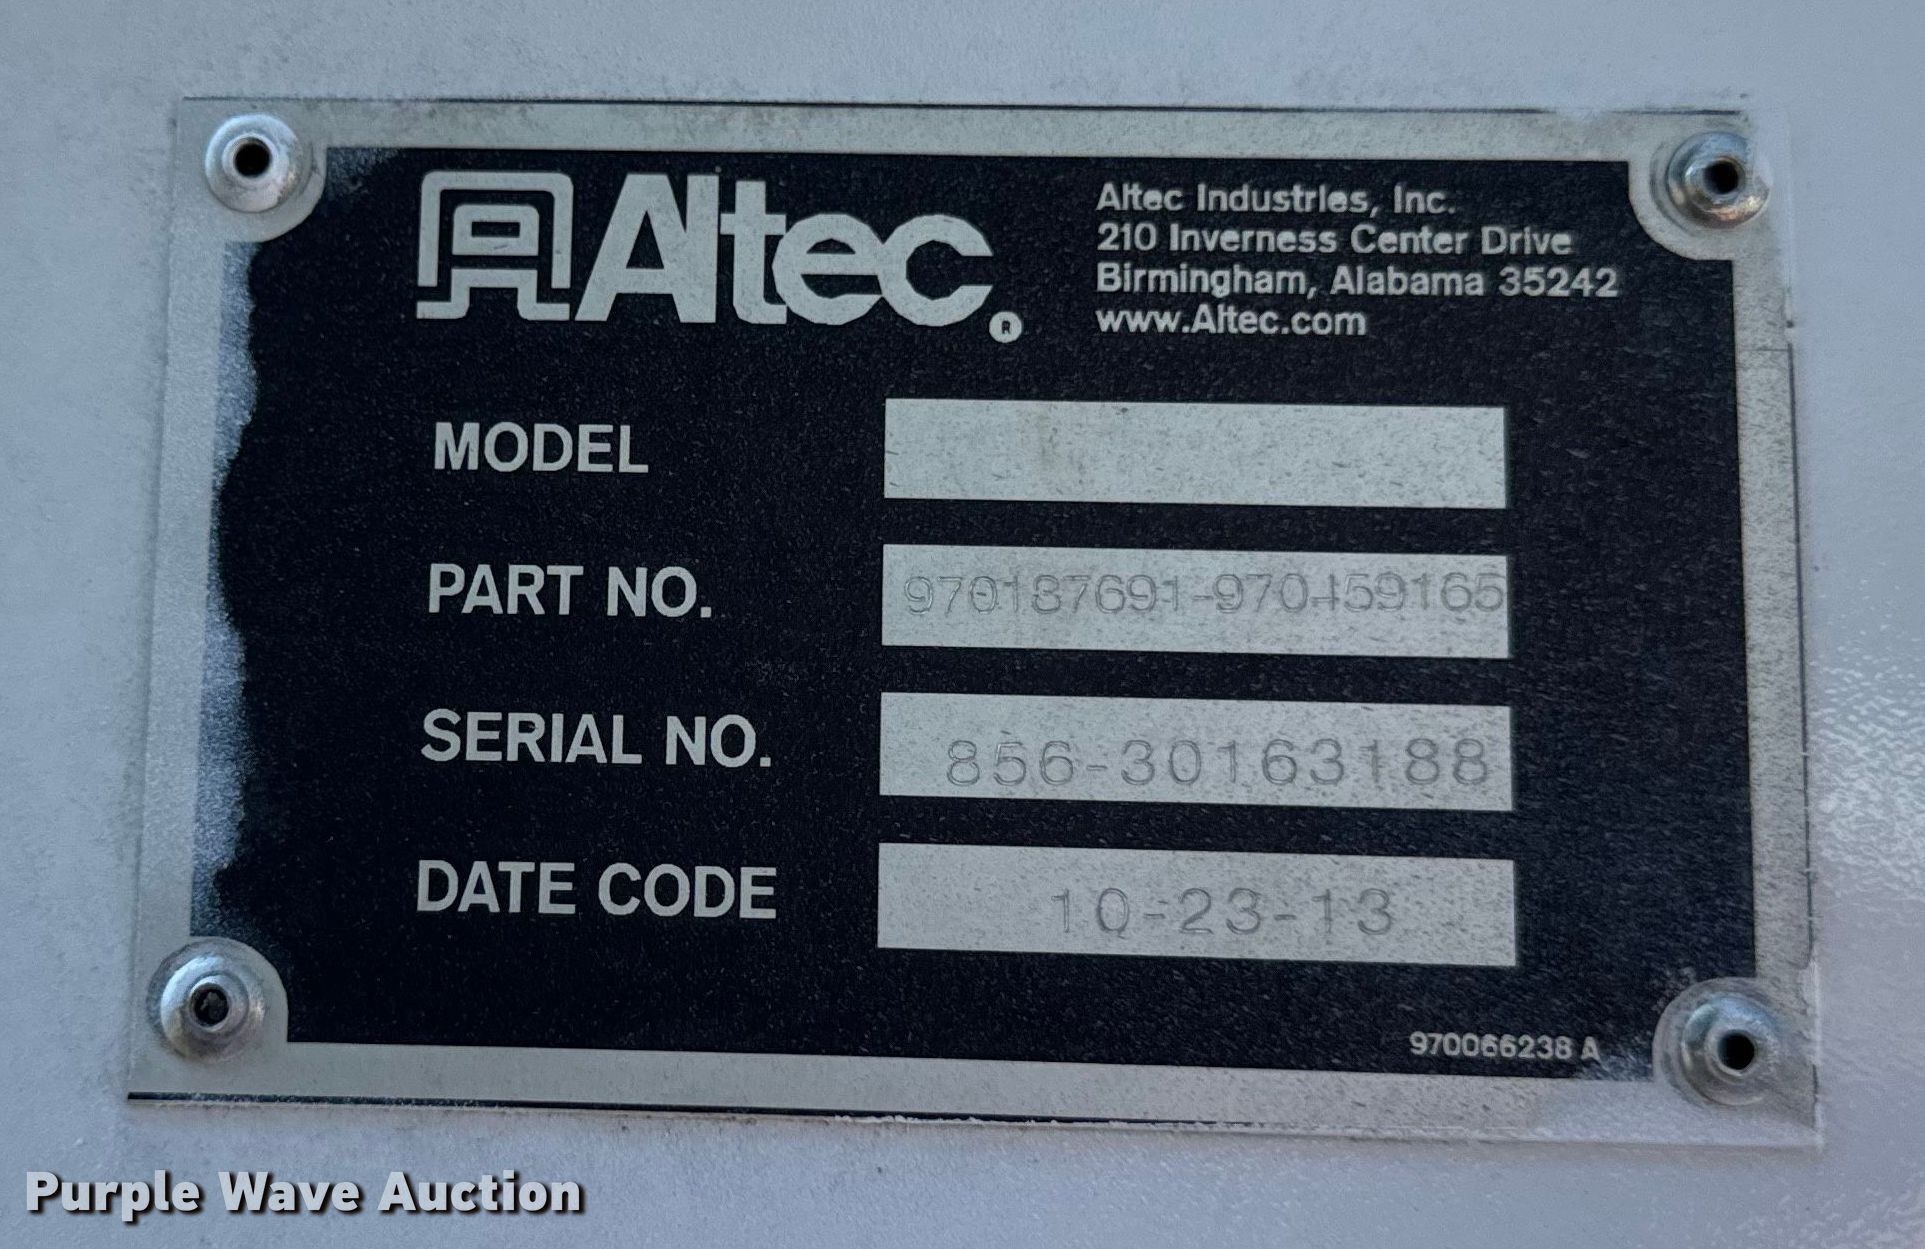 Altec®
Altec Industries, Inc.
210 Inverness Center Drive
Birmingham, Alabama 35242
www.Altec.com
MODEL
PART NO. 970187691-970459165
SERIAL NO. 856-30163188
DATE CODE 10-23-13
970066238 A
Purple Wave Auction